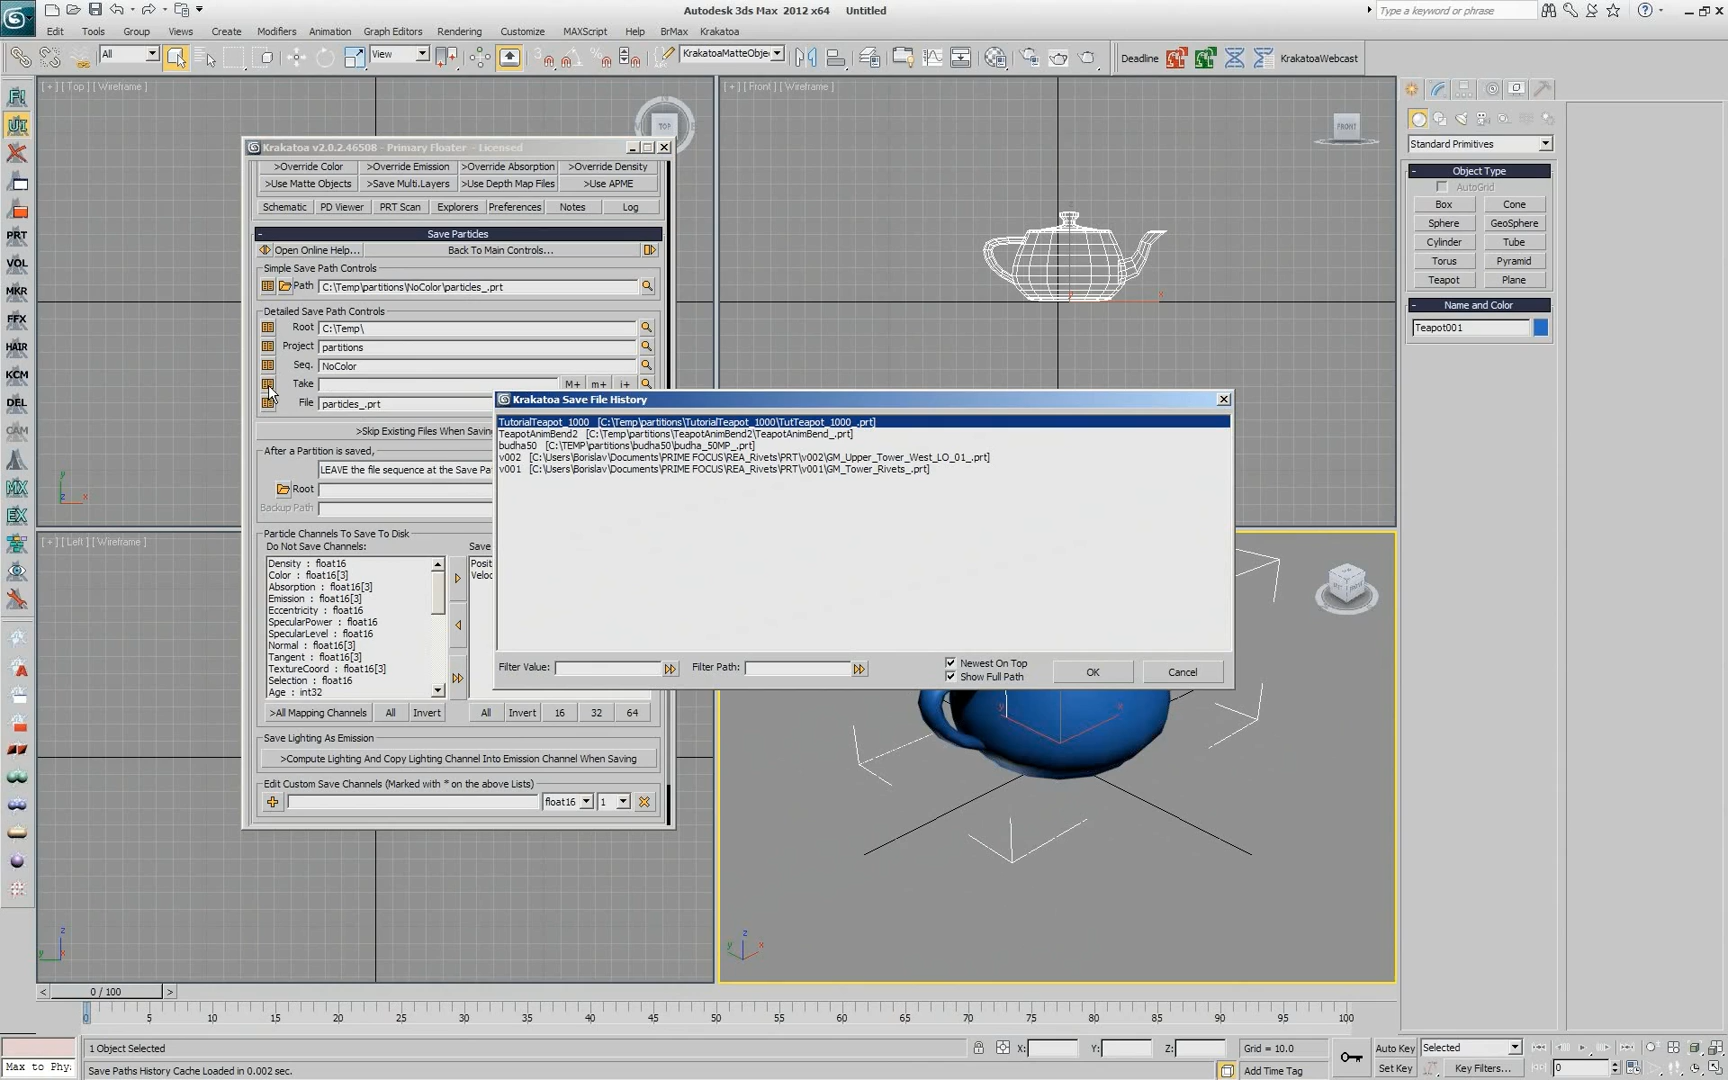 Autodesk 3ds Max 2012 x64 Untitled
Type a keyword or phrase
Edit Tools Group Views Create Modifiers Animation Graph Editors Rendering Customize MAXScript Help BrMax Krakatoa
All View KrakatoaMatteObje Deadline KrakatoaWebcast
[ + ] [ Top ] [ Wireframe ]
[ + ] [ Front ] [ Wireframe ]
TOP
FRONT
Krakatoa v2.0.2.46508 - Primary Floater - Licensed
>Override Color >Override Emission >Override Absorption >Override Density
>Use Matte Objects >Save Multi.Layers >Use Depth Map Files >Use APME
Schematic PD Viewer PRT Scan Explorers Preferences Notes Log
- Save Particles
Open Online Help... Back To Main Controls...
Simple Save Path Controls
Path C:\Temp\partitions\NoColor\particles_.prt
Detailed Save Path Controls
Root C:\Temp\
Project partitions
Seq. NoColor
Take M+ m+ i+
File particles_.prt
>Skip Existing Files When Saving
After a Partition is saved,
LEAVE the file sequence at the Save Pat
Root
Backup Path
Particle Channels To Save To Disk
Do Not Save Channels: Save
Density : float16
Color : float16[3]
Absorption : float16[3]
Emission : float16[3]
Eccentricity : float16
SpecularPower : float16
SpecularLevel : float16
Normal : float16[3]
Tangent : float16[3]
TextureCoord : float16[3]
Selection : float16
Age : int32
Posit
Veloc
>All Mapping Channels All Invert All Invert 16 32 64
Save Lighting As Emission
>Compute Lighting And Copy Lighting Channel Into Emission Channel When Saving
Edit Custom Save Channels (Marked with * on the above Lists)
float16 1
Krakatoa Save File History
TutorialTeapot_1000 [C:\Temp\partitions\TutorialTeapot_1000\TutTeapot_1000_.prt]
TeapotAnimBend2 [C:\Temp\partitions\TeapotAnimBend2\TeapotAnimBend_.prt]
budha50 [C:\TEMP\partitions\budha50\budha_50MP_.prt]
v002 [C:\Users\Borislav\Documents\PRIME FOCUS\REA_Rivets\PRT\v002\GM_Upper_Tower_West_LO_01_.prt]
v001 [C:\Users\Borislav\Documents\PRIME FOCUS\REA_Rivets\PRT\v001\GM_Tower_Rivets_.prt]
Filter Value: Filter Path: Newest On Top
Show Full Path
OK Cancel
Standard Primitives
- Object Type
AutoGrid
Box Cone
Sphere GeoSphere
Cylinder Tube
Torus Pyramid
Teapot Plane
- Name and Color
Teapot001
F!
UI
PRT
VOL
MKR
FFX
HAIR
KCM
DEL
CAM
MX
EX
[ + ] [ Left ] [ Wireframe ]
< 0 / 100 >
0 5 10 15 20 25 30 35 40 45 50 55 60 65 70 75 80 85 90 95 100
1 Object Selected X: Y: Z: Grid = 10.0 Auto Key Selected
Max to Phy. Save Paths History Cache Loaded in 0.002 sec. Add Time Tag Set Key Key Filters... 0